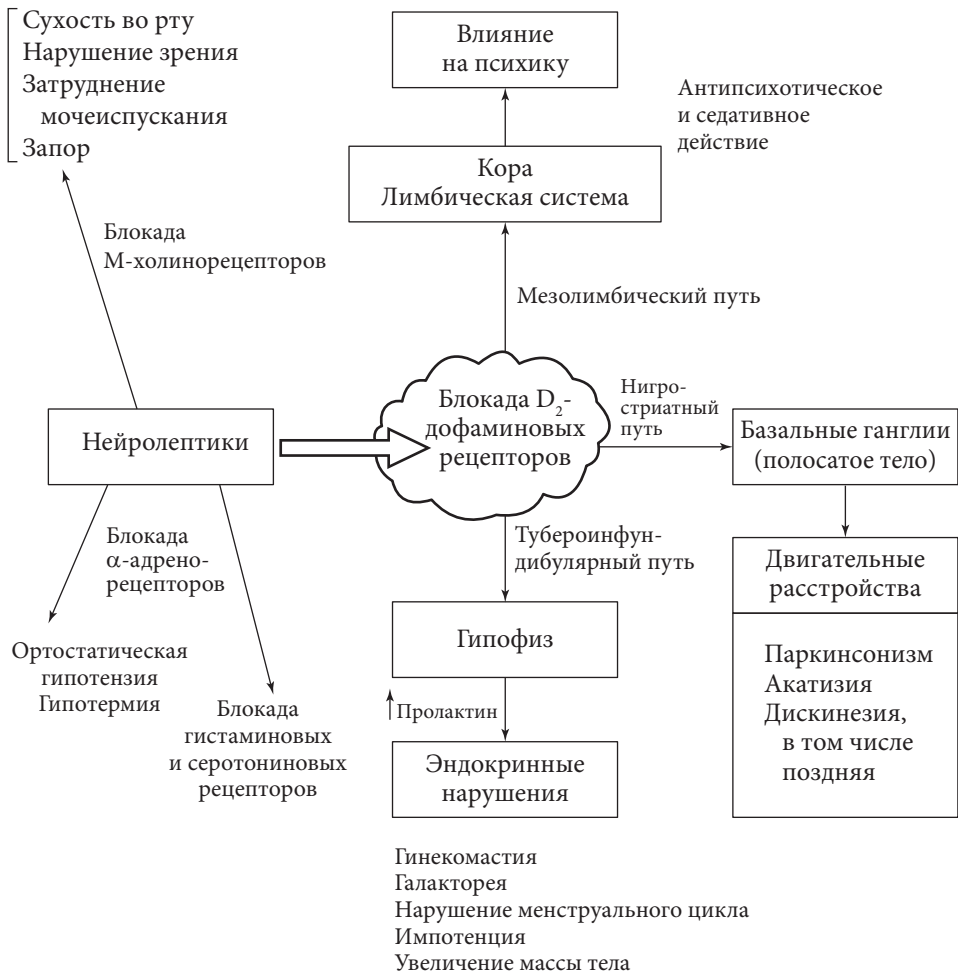 Сухость во рту
Нарушение зрения
Затруднение
мочеиспускания
Запор
Влияние
на психику
Антипсихотическое
и седативное
действие
Кора
Лимбическая система
Блокада
М-холинорецепторов
Мезолимбический путь
Нейролептики
Блокада D₂-
дофаминовых
рецепторов
Нигро-
стриатный
путь
Базальные ганглии
(полосатое тело)
Блокада
α-адрено-
рецепторов
Тубероинфун-
дибулярный путь
Двигательные
расстройства
Ортостатическая
гипотензия
Гипотермия
Гипофиз
Паркинсонизм
Акатизия
Дискинезия,
в том числе
поздняя
Блокада
гистаминовых
и серотониновых
рецепторов
Пролактин
Эндокринные
нарушения
Гинекомастия
Галакторея
Нарушение менструального цикла
Импотенция
Увеличение массы тела